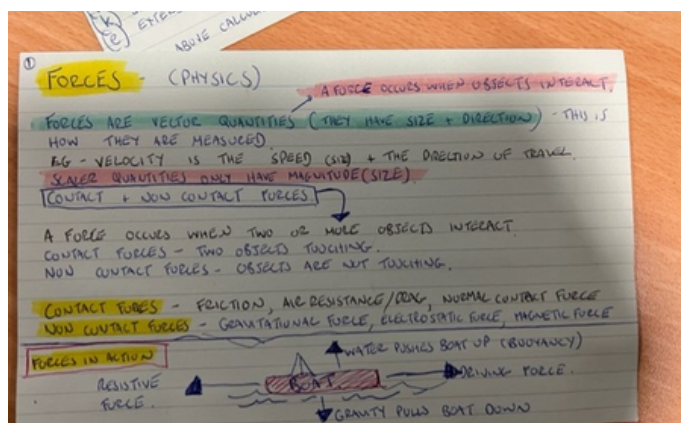 k
e EXTER
ABOVE CALCUL
1
FORCES - (PHYSICS)
A FORCE OCCURS WHEN OBJECTS INTERACT.
FORCES ARE VECTOR QUANTITIES (THEY HAVE SIZE + DIRECTION) - THIS IS
HOW THEY ARE MEASURED.
EG - VELOCITY IS THE SPEED (SIZE) + THE DIRECTION OF TRAVEL.
SCALER QUANTITIES ONLY HAVE MAGNITUDE (SIZE)
CONTACT + NON CONTACT FORCES
A FORCE OCCURS WHEN TWO OR MORE OBJECTS INTERACT.
CONTACT FORCES - TWO OBJECTS TOUCHING.
NON CONTACT FORCES - OBJECTS ARE NOT TOUCHING.
CONTACT FORES - FRICTION, AIR RESISTANCE/DRAG, NORMAL CONTACT FORCE
NON CONTACT FORCES - GRAVITATIONAL FORCE, ELECTROSTATIC FORCE, MAGNETIC FORCE
FORCES IN ACTION
WATER PUSHES BOAT UP (BUOYANCY)
RESISTIVE
FORCE.
BOAT
DRIVING FORCE.
GRAVITY PULLS BOAT DOWN